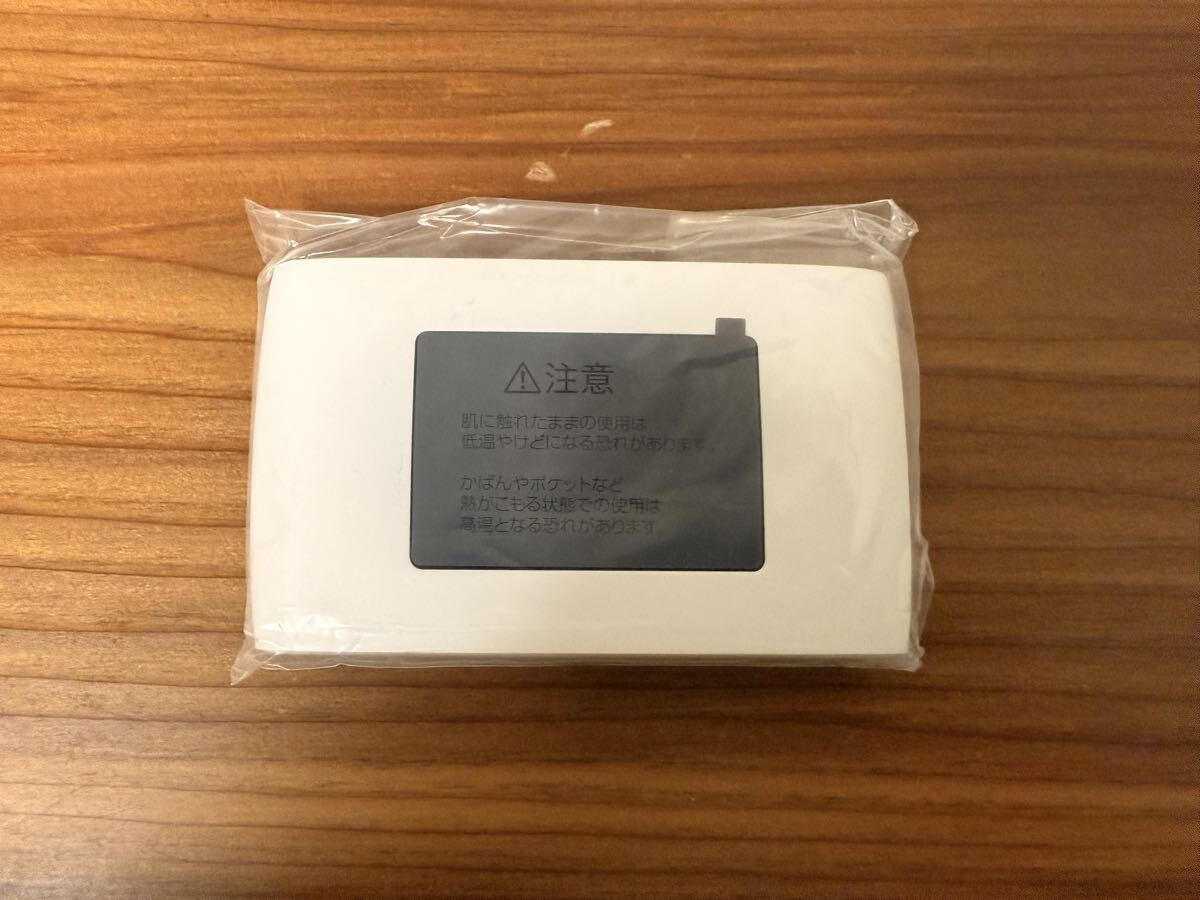 ⚠注意
肌に触れたままの使用は
低温やけどになる恐れがあります。
かばんやポケットなど
熱がこもる状態での使用は
高温となる恐れがあります。